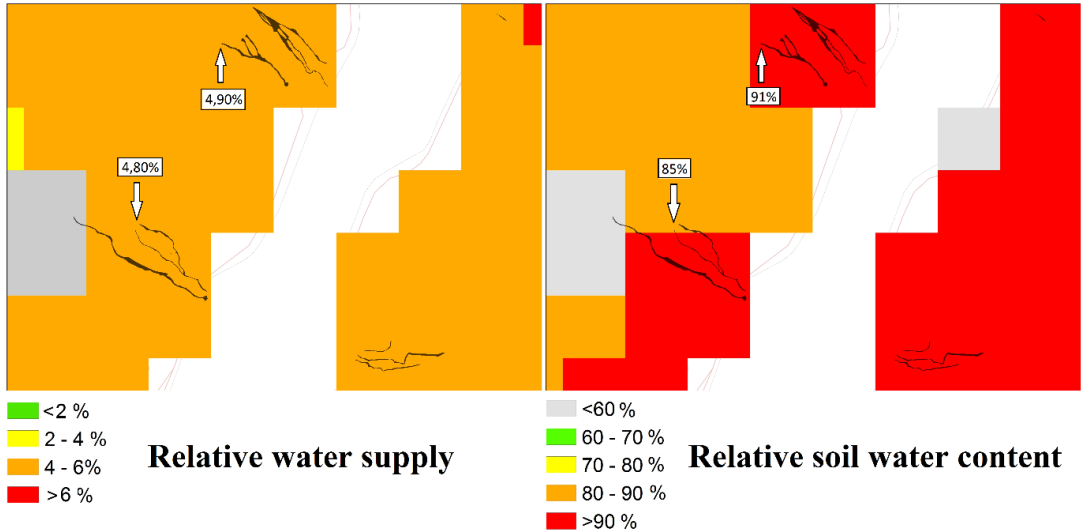 4,90%
4,80%
91%
85%
<2 %
2 - 4 %
4 - 6%
>6 %
Relative water supply
<60 %
60 - 70 %
70 - 80 %
80 - 90 %
>90 %
Relative soil water content